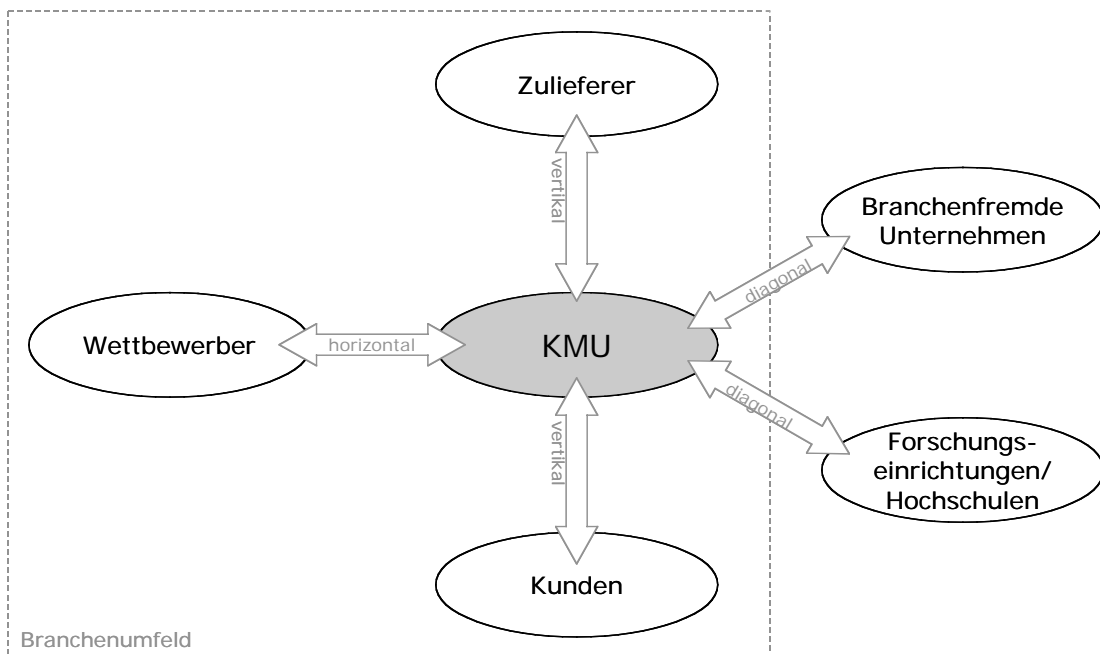 Zulieferer
vertikal
Branchenfremde
Unternehmen
diagonal
Wettbewerber
horizontal
KMU
diagonal
vertikal
Forschungs-
einrichtungen/
Hochschulen
Kunden
Branchenumfeld